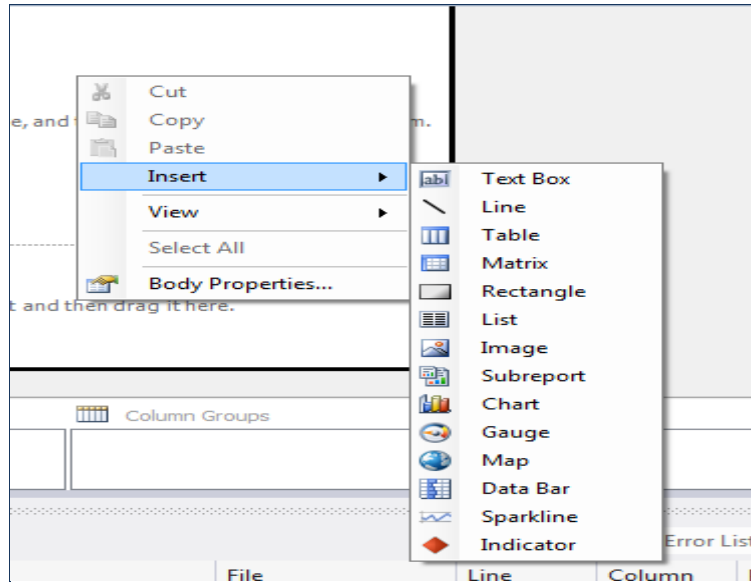 Cut
e, and
Copy
m.
Paste
Insert
View
Select All
Body Properties...
t and then drag it here.
abl
Text Box
Line
Table
Matrix
Rectangle
List
Image
Subreport
Chart
Gauge
Map
Data Bar
Sparkline
Indicator
Column Groups
Error List
File
Line
Column